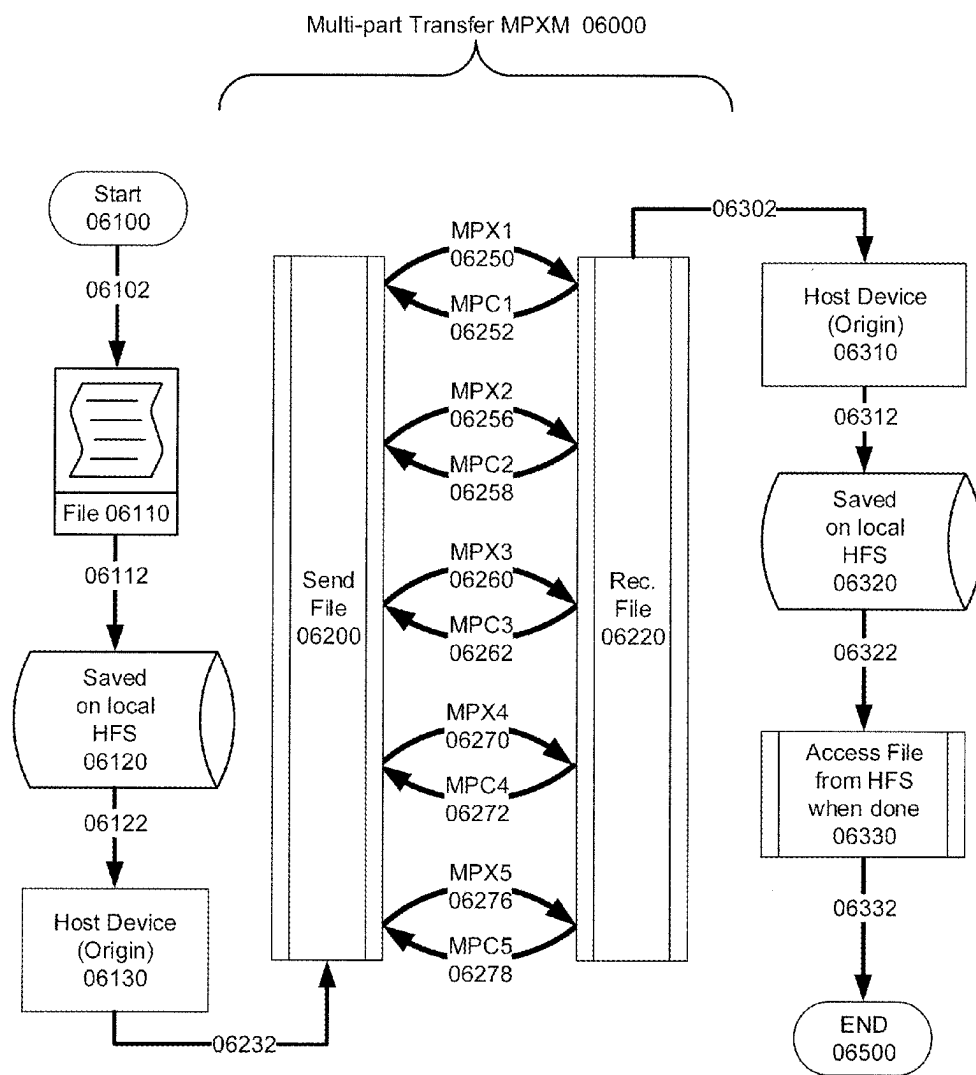 Multi-part Transfer MPXM 06000
Start
06100
06102
File 06110
06112
Saved
on local
HFS
06120
06122
Host Device
(Origin)
06130
06232
Send
File
06200
MPX1
06250
MPC1
06252
MPX2
06256
MPC2
06258
MPX3
06260
MPC3
06262
MPX4
06270
MPC4
06272
MPX5
06276
MPC5
06278
Rec.
File
06220
06302
Host Device
(Origin)
06310
06312
Saved
on local
HFS
06320
06322
Access File
from HFS
when done
06330
06332
END
06500